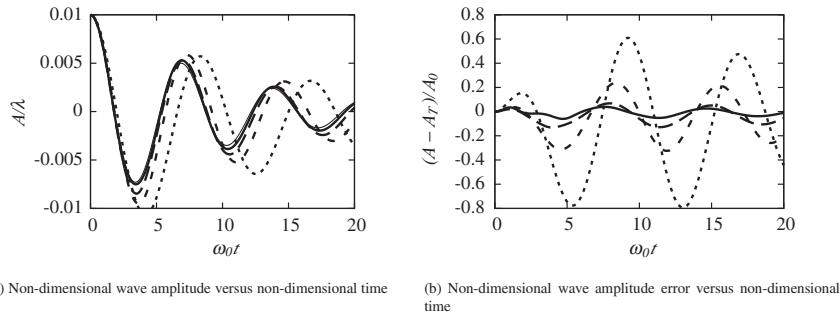 0.01
0.005
0
-0.005
-0.01
A/λ
0 5 10 15 20
ω₀t
0.8
0.6
0.4
0.2
0
-0.2
-0.4
-0.6
-0.8
(A − A_T)/A₀
0 5 10 15 20
ω₀t
) Non-dimensional wave amplitude versus non-dimensional time
(b) Non-dimensional wave amplitude error versus non-dimensional
time